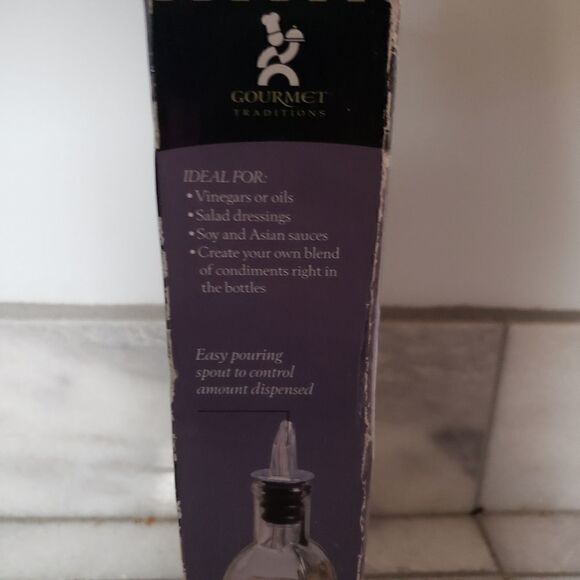 GOURMET
TRADITIONS
IDEAL FOR:
• Vinegars or oils
• Salad dressings
• Soy and Asian sauces
• Create your own blend
of condiments right in
the bottles
Easy pouring
spout to control
amount dispensed